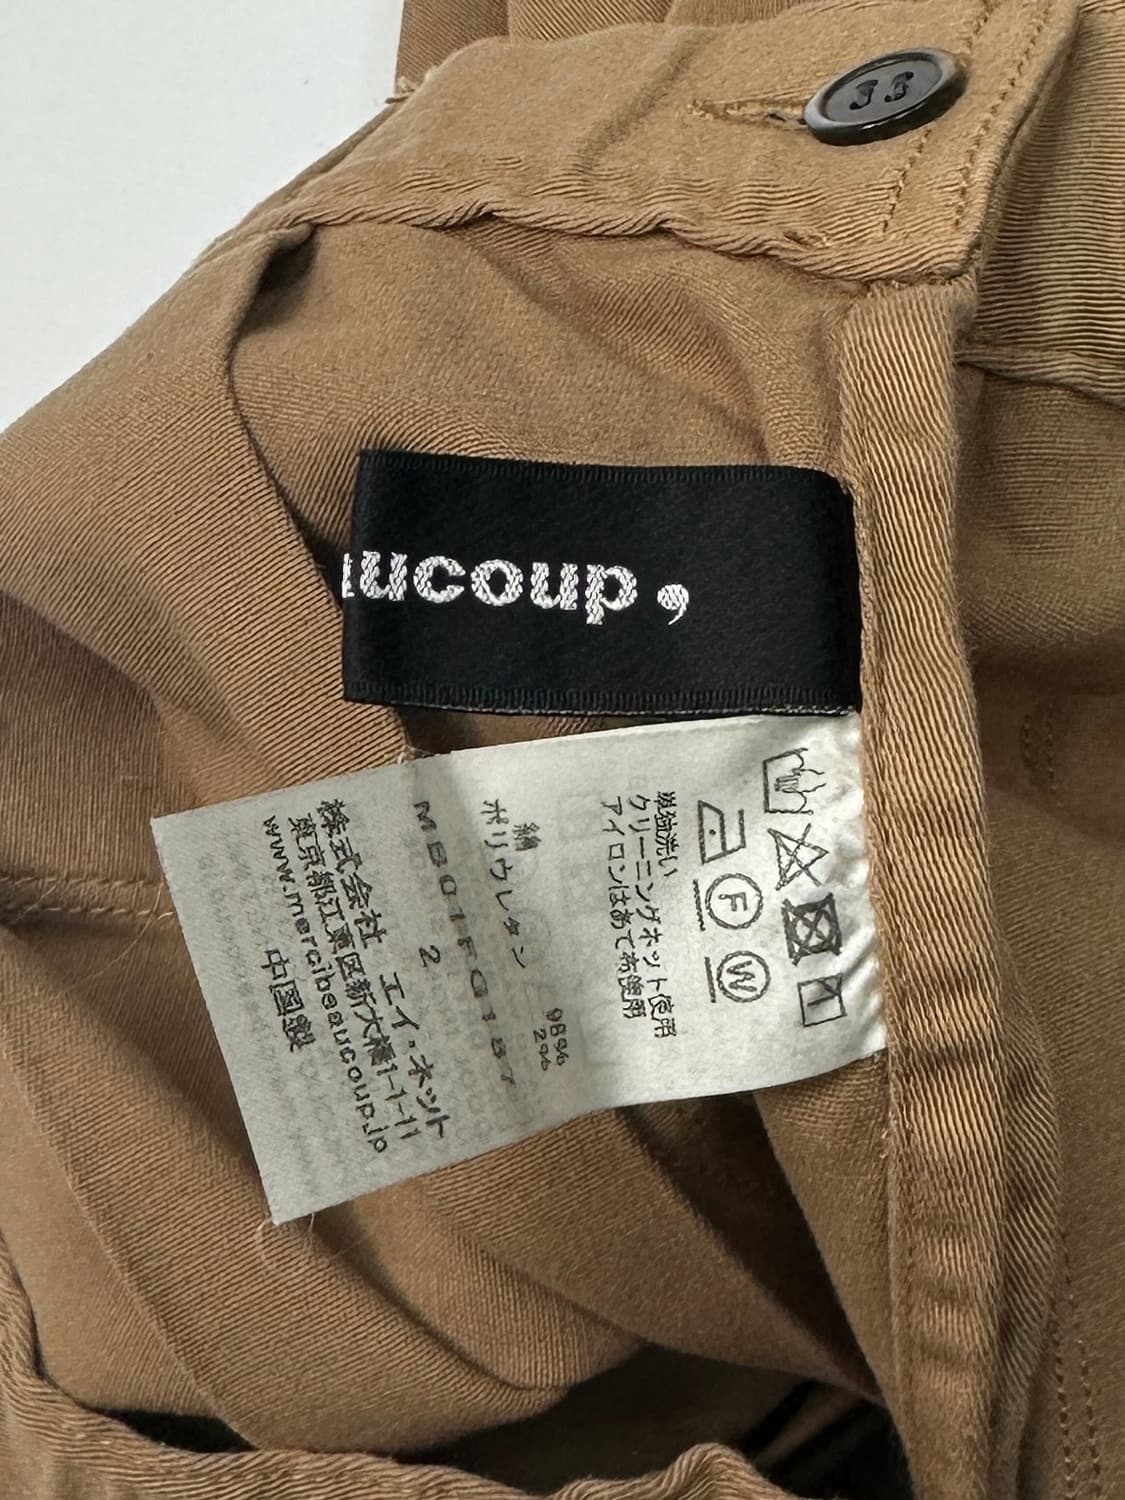 aucoup,
F
W
単独洗い
クリーニングネット使用
アイロンはあて布使用
綿 98%
ポリウレタン 2%
MB01FG187
2
株式会社 エイ・ネット
東京都江東区新大橋1-1-11
www.mercibeaucoup.jp
中国製